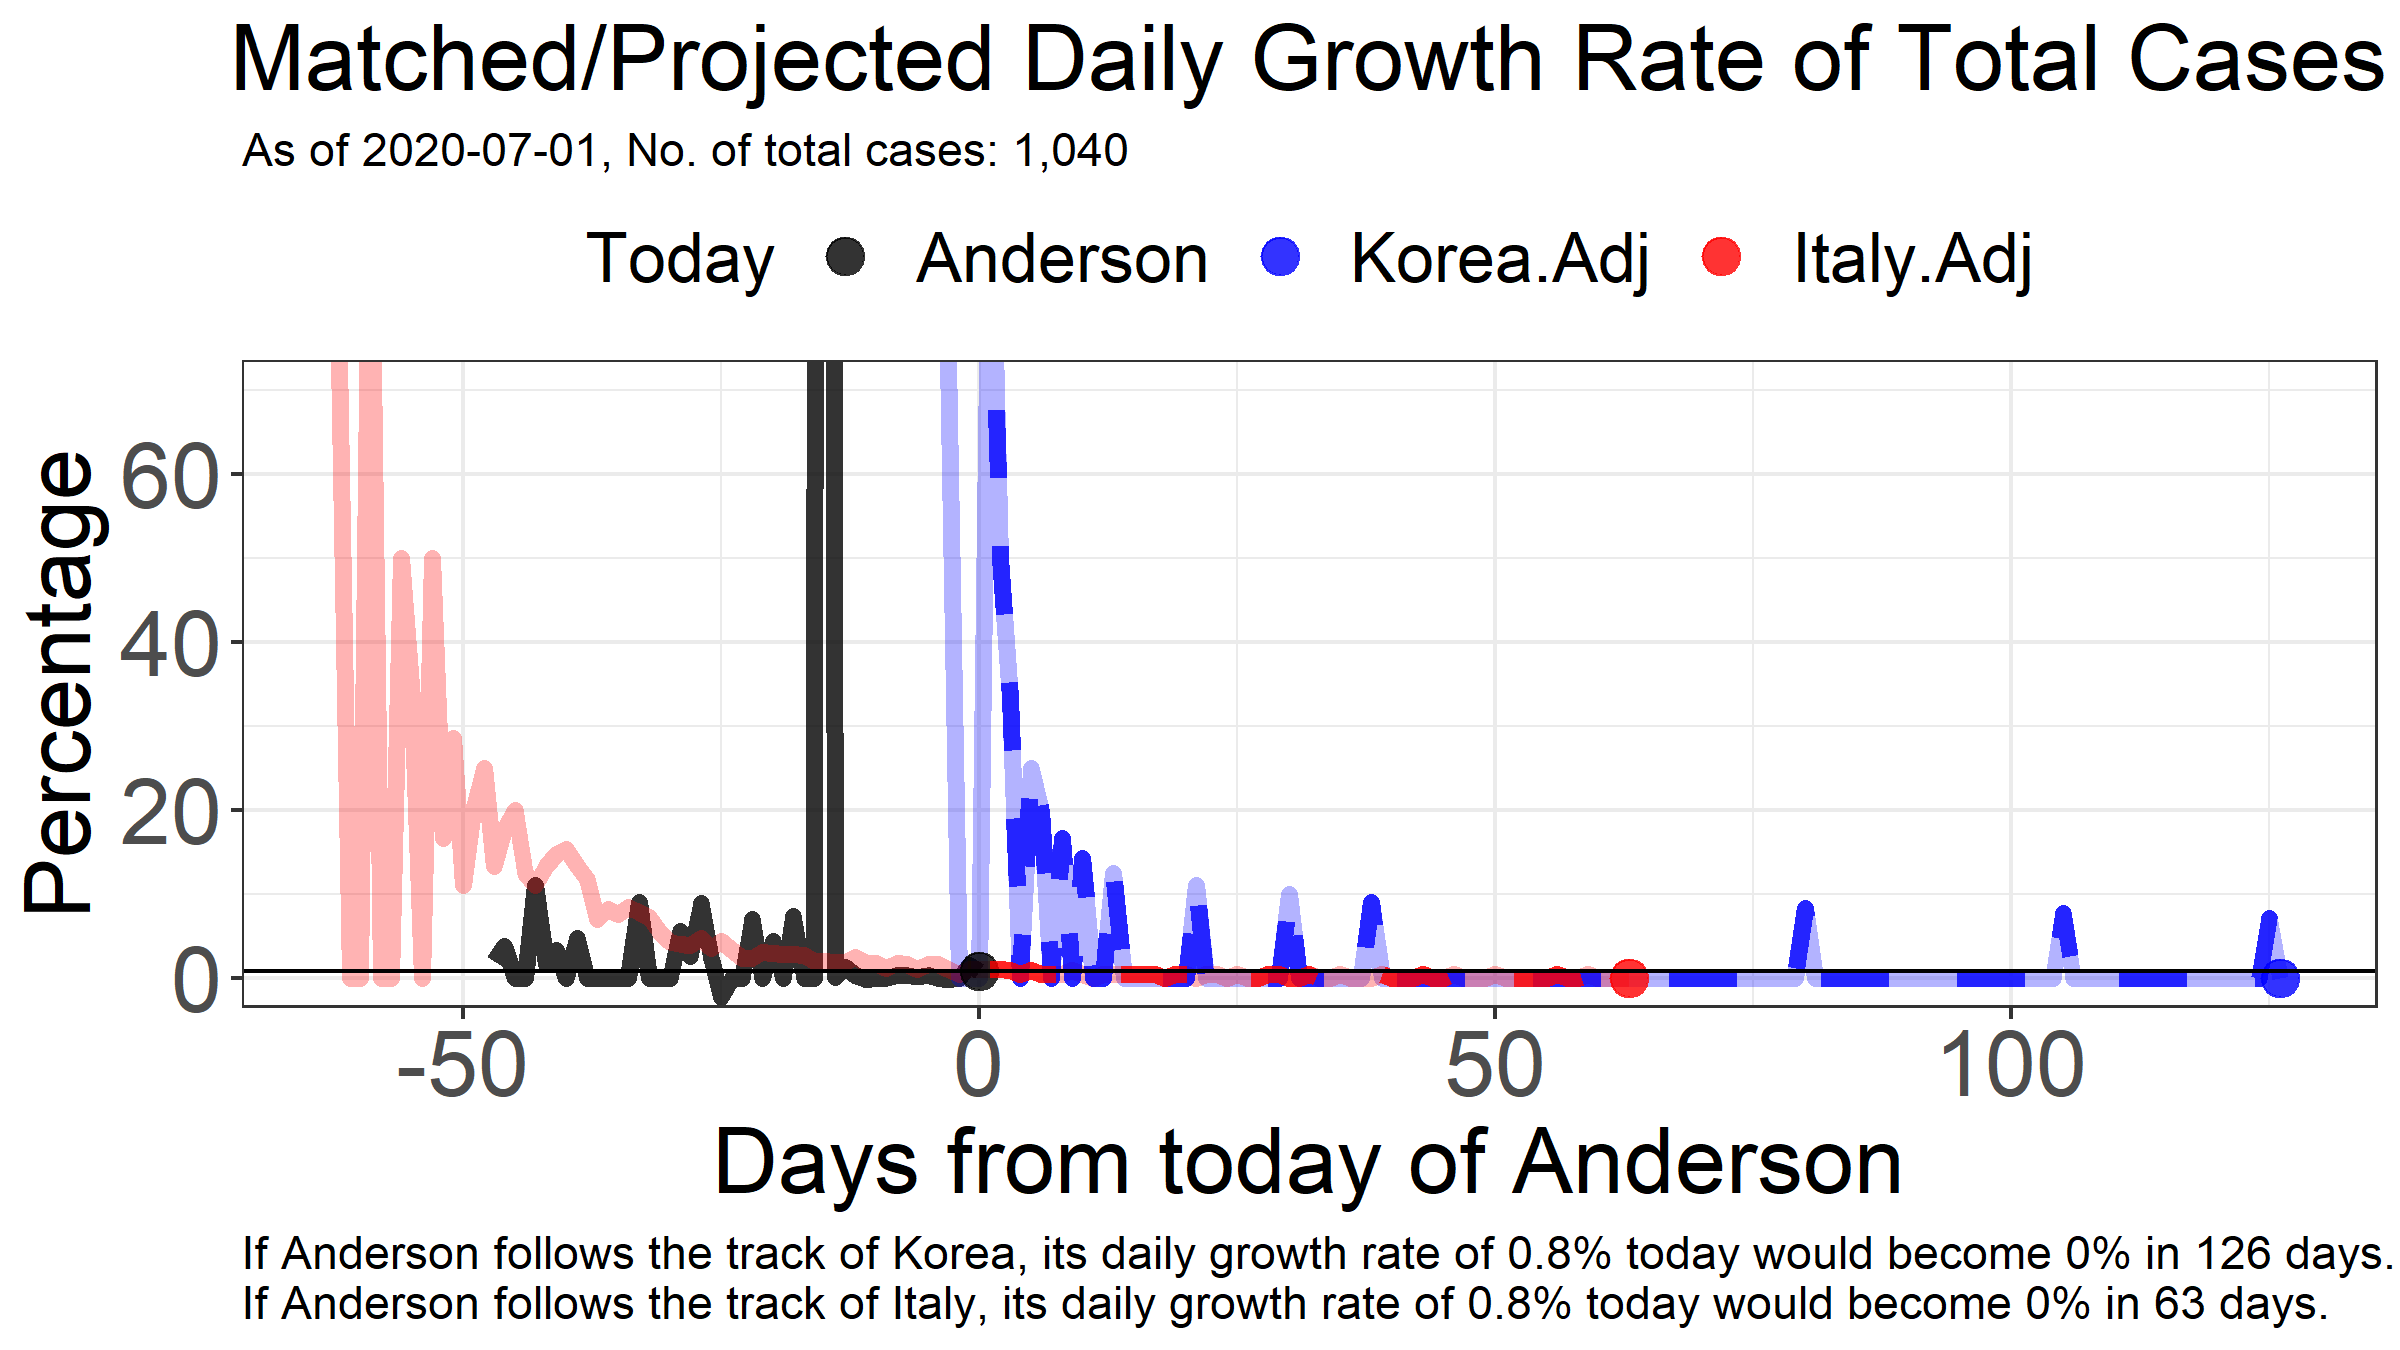 Matched/Projected Daily Growth Rate of Total Cases
As of 2020-07-01, No. of total cases: 1,040
Today Anderson Korea.Adj Italy.Adj
Percentage
60
40
20
0
-50 0 50 100
Days from today of Anderson
If Anderson follows the track of Korea, its daily growth rate of 0.8% today would become 0% in 126 days.
If Anderson follows the track of Italy, its daily growth rate of 0.8% today would become 0% in 63 days.